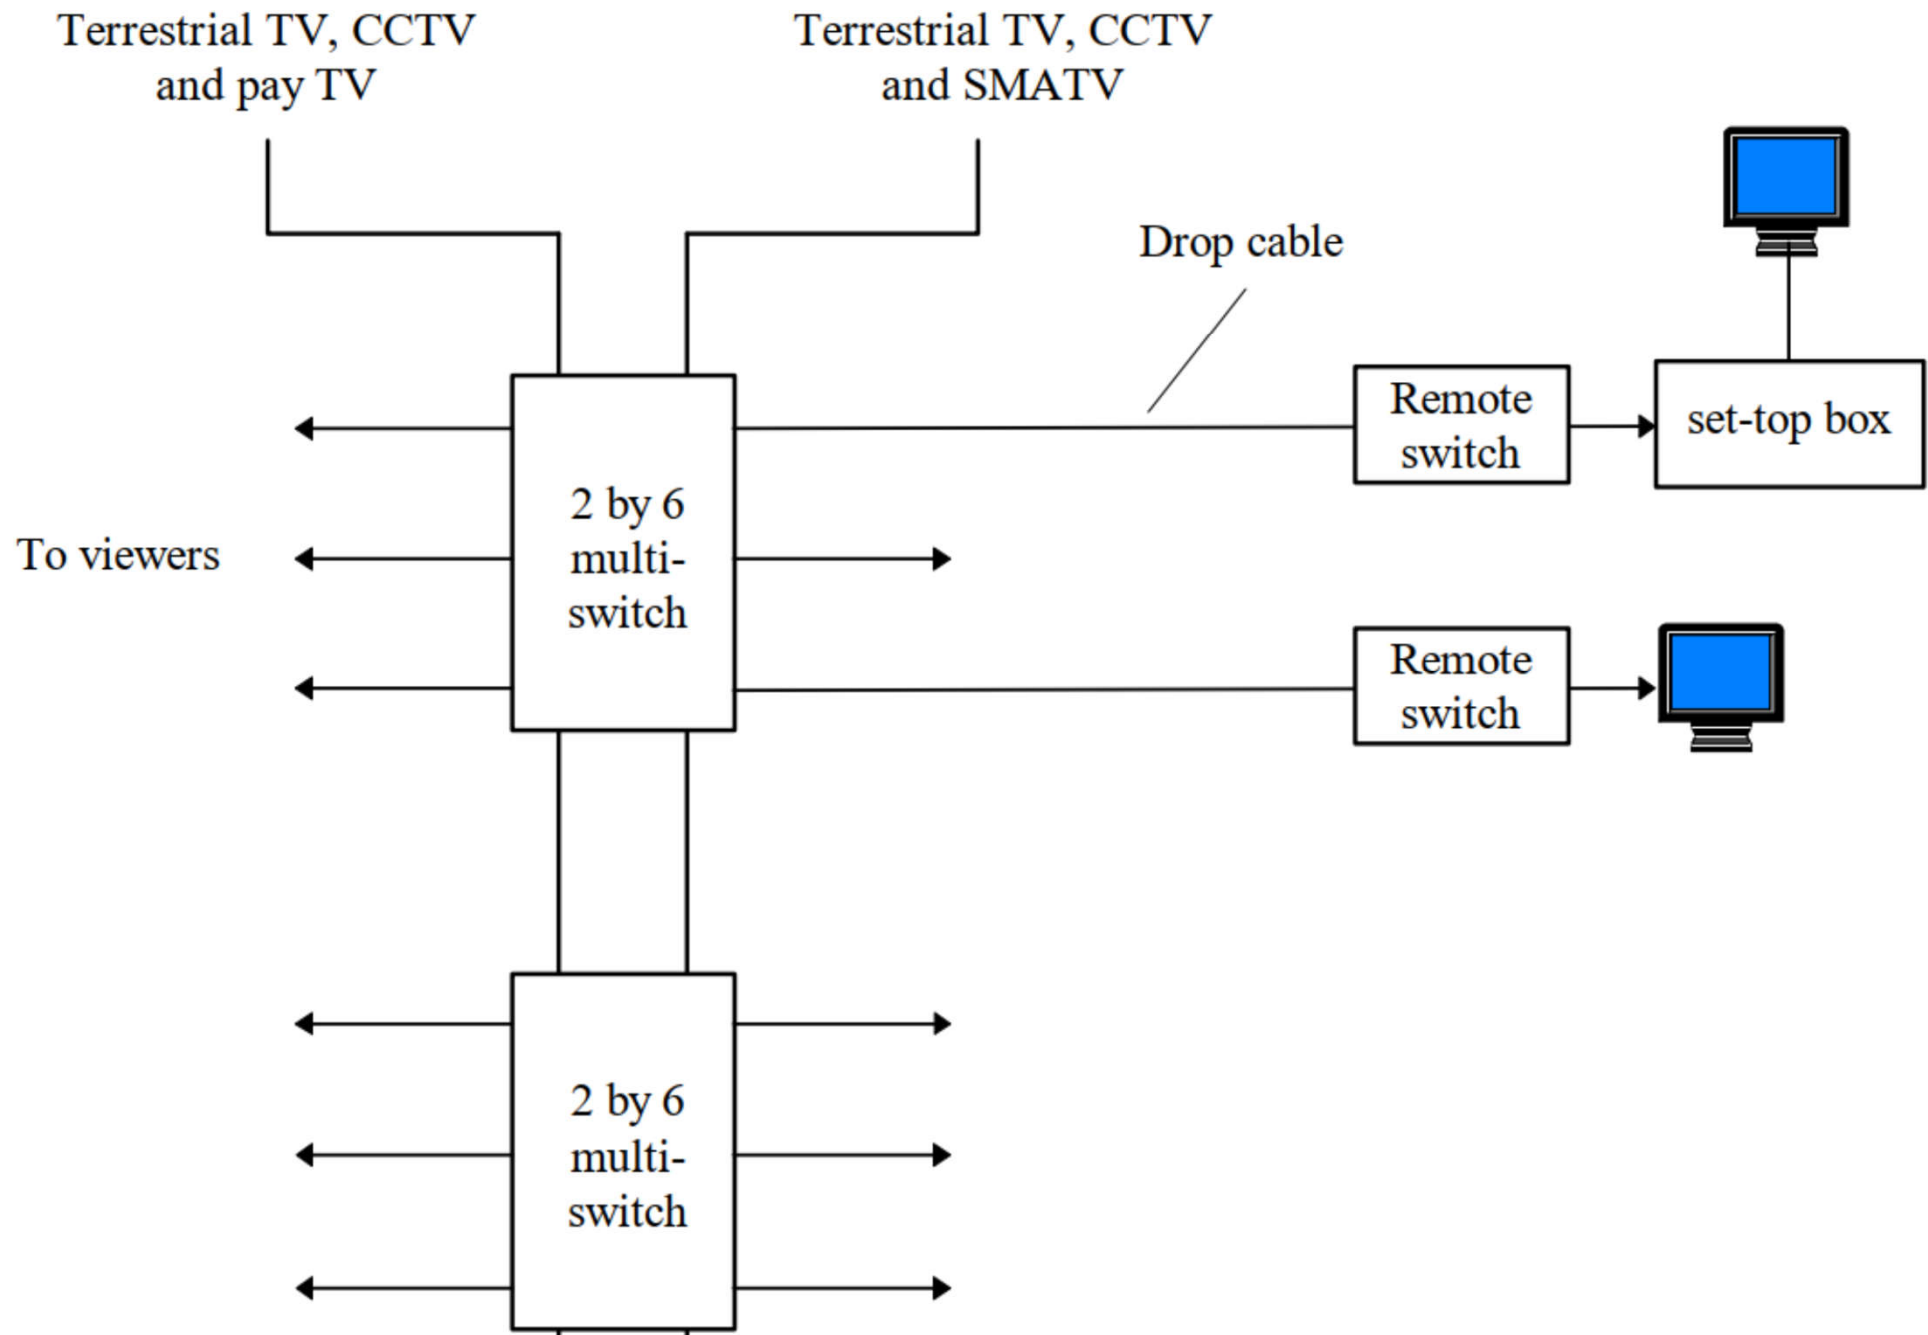 Terrestrial TV, CCTV
and pay TV
Terrestrial TV, CCTV
and SMATV
Drop cable
Remote
switch
set-top box
2 by 6
multi-
switch
To viewers
Remote
switch
2 by 6
multi-
switch